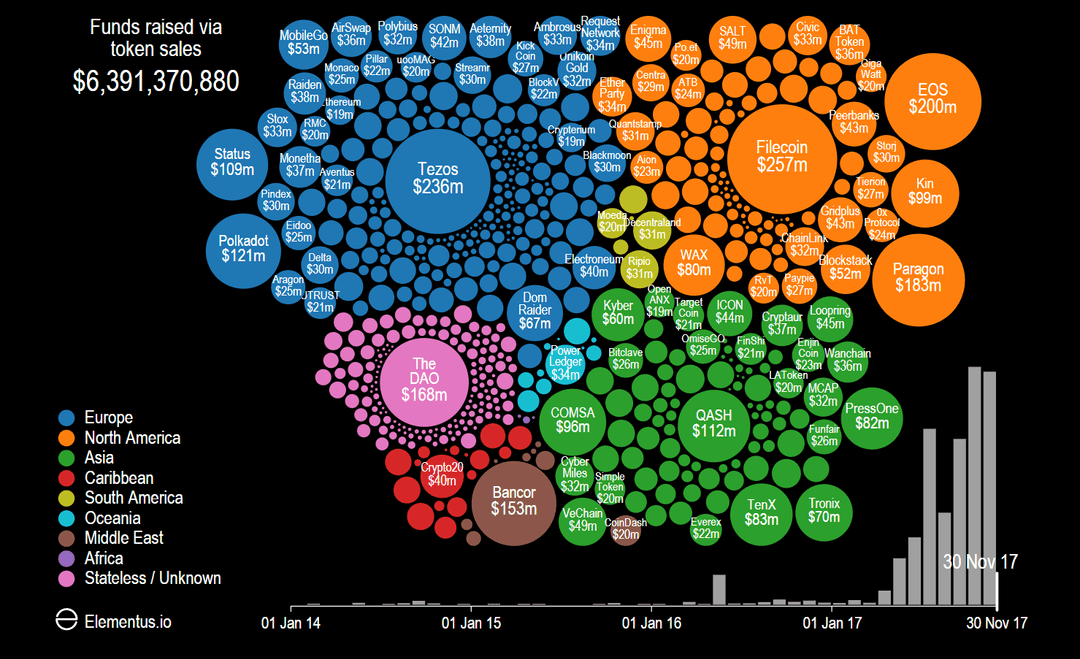 Funds raised via
token sales
$6,391,370,880
MobileGo
$53m
AirSwap
$36m
Polybius
$32m
SONM
$42m
Aeternity
$38m
Ambrosus
$33m
Request
Network
$34m
Kick
Coin
$27m
Unikoin
Gold
$32m
Monaco
$25m
Pillar
$22m
$20m
Streamr
$30m
BlockV
$22m
Raiden
$38m
$19m
Stox
$33m
RMC
$20m
Crypterium
$19m
Status
$109m
Monetha
$37m
Aventus
$21m
Tezos
$236m
Blackmoon
$30m
Pindex
$30m
Polkadot
$121m
Eidoo
$25m
Delta
$30m
Aragon
$25m
UTRUST
$21m
Electroneum
$40m
Dom
Raider
$67m
Enigma
$45m
Po.et
$20m
SALT
$49m
Civic
$33m
BAT
Token
$36m
Giga
Watt
$20m
Centra
$29m
ATB
$24m
Ether
Party
$34m
EOS
$200m
Quantstamp
$31m
Peerbanks
$43m
Filecoin
$257m
Storj
$30m
Aion
$23m
Tierion
$27m
Kin
$99m
Gridplus
$43m
0x
Protocol
$24m
ChainLink
$32m
WAX
$80m
Blockstack
$52m
Paragon
$183m
RvT
$20m
Paypie
$27m
Moeda
$20m
Decentraland
$31m
Ripio
$31m
Kyber
$60m
Open
ANX
$19m
Target
Coin
$21m
ICON
$44m
Cryptaur
$37m
Loopring
$45m
Bitclave
$26m
OmiseGO
$25m
FinShi
$21m
Enjin
Coin
$23m
Wanchain
$36m
LAToken
$20m
MCAP
$32m
PressOne
$82m
Funfair
$26m
COMSA
$96m
QASH
$112m
Cyber
Miles
$32m
Simple
Token
$20m
VeChain
$49m
CoinDash
$20m
Everex
$22m
TenX
$83m
Tronix
$70m
Power
Ledger
$34m
The
DAO
$168m
Crypto20
$40m
Bancor
$153m
Europe
North America
Asia
Caribbean
South America
Oceania
Middle East
Africa
Stateless / Unknown
Elementus.io
30 Nov 17
01 Jan 14
01 Jan 15
01 Jan 16
01 Jan 17
30 Nov 17